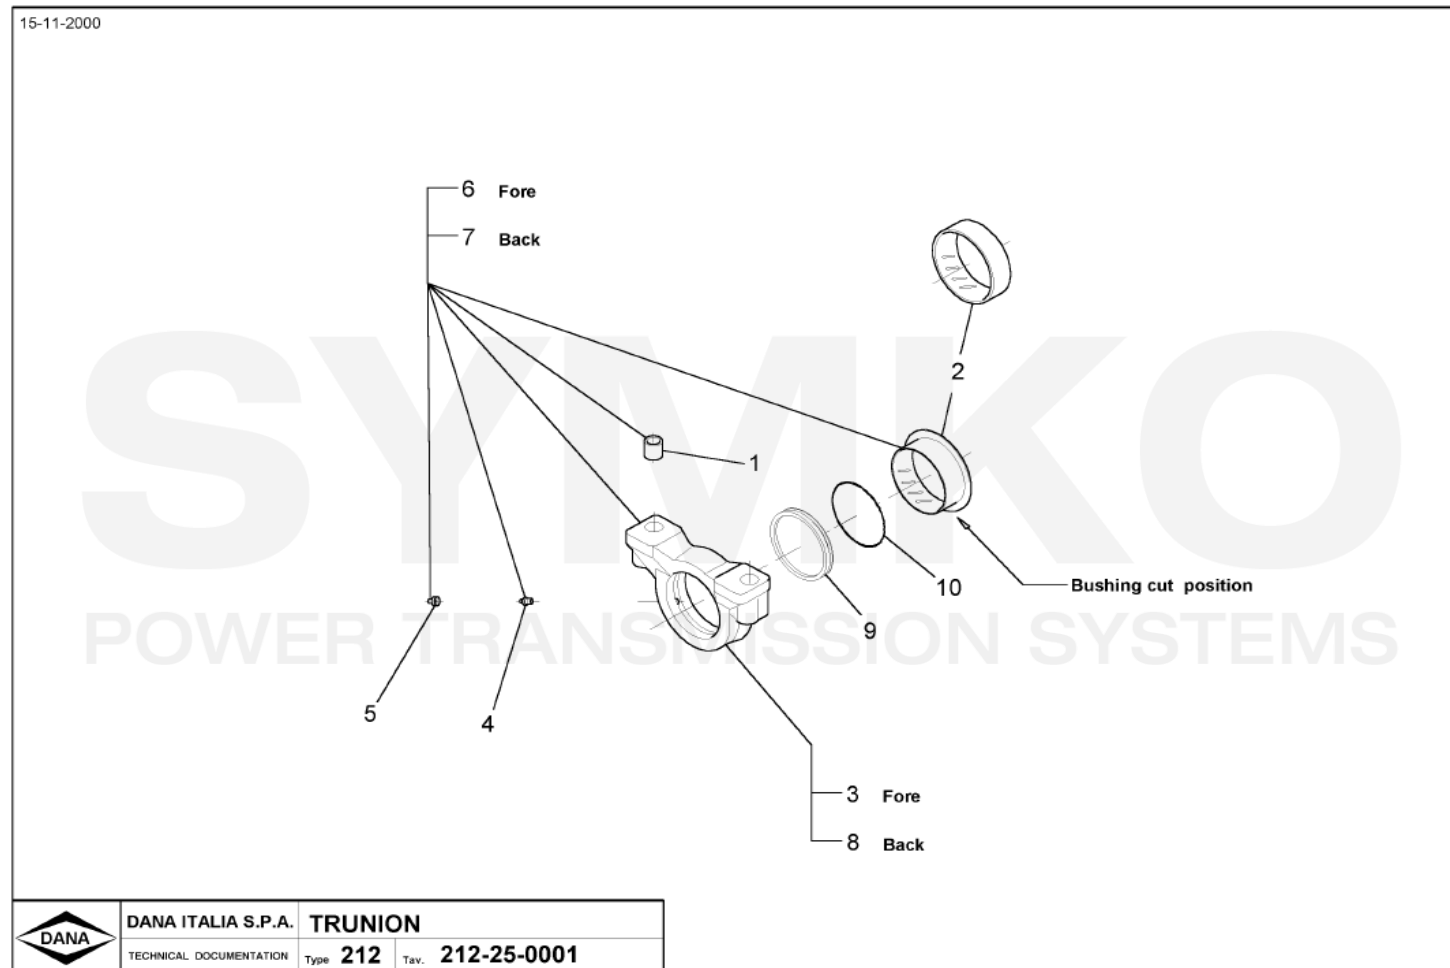 15-11-2000
6 Fore
7 Back
2
1
10
Bushing cut position
9
5
4
3 Fore
8 Back
SYMKO
POWER TRANSMISSION SYSTEMS
DANA
DANA ITALIA S.P.A.
TRUNION
TECHNICAL DOCUMENTATION
Type 212
Tav. 212-25-0001